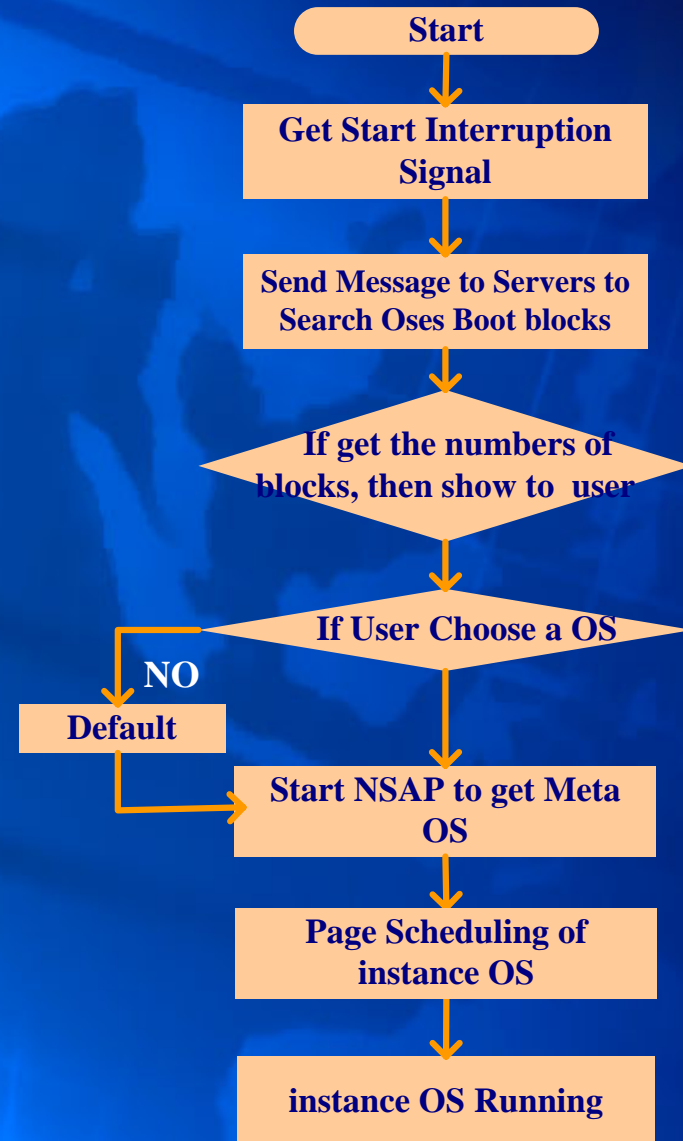 Start
Get Start Interruption
Signal
Send Message to Servers to
Search Oses Boot blocks
If get the numbers of
blocks, then show to user
If User Choose a OS
NO
Default
Start NSAP to get Meta
OS
Page Scheduling of
instance OS
instance OS Running